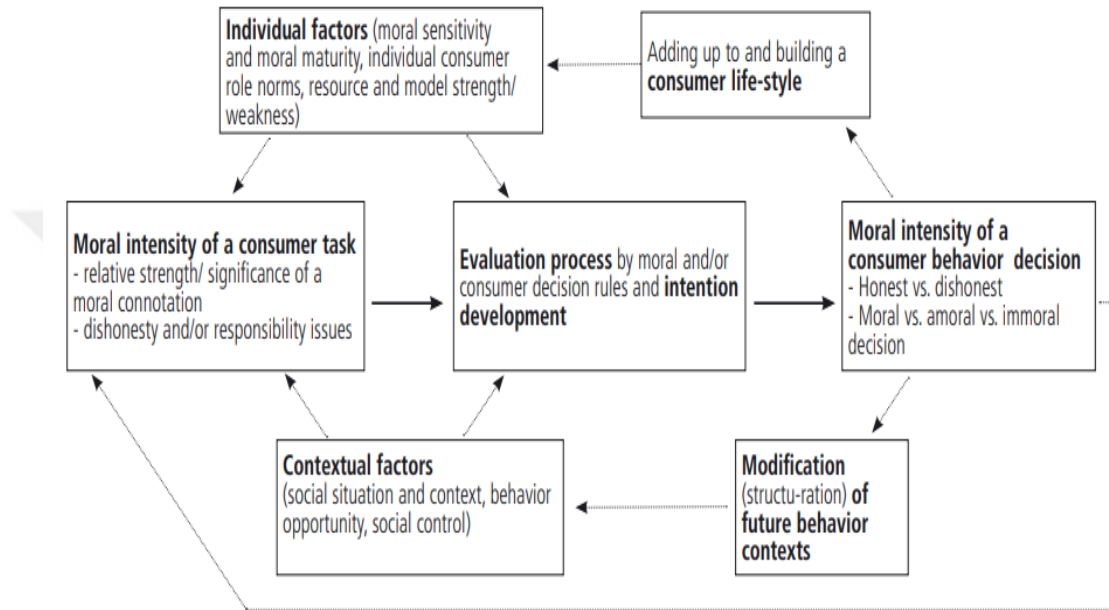 Individual factors (moral sensitivity
and moral maturity, individual consumer
role norms, resource and model strength/
weakness)
Adding up to and building a
consumer life-style
Moral intensity of a consumer task
- relative strength/ significance of a
moral connotation
- dishonesty and/or responsibility issues
Evaluation process by moral and/or
consumer decision rules and intention
development
Moral intensity of a
consumer behavior decision
- Honest vs. dishonest
- Moral vs. amoral vs. immoral
decision
Contextual factors
(social situation and context, behavior
opportunity, social control)
Modification
(structu-ration) of
future behavior
contexts